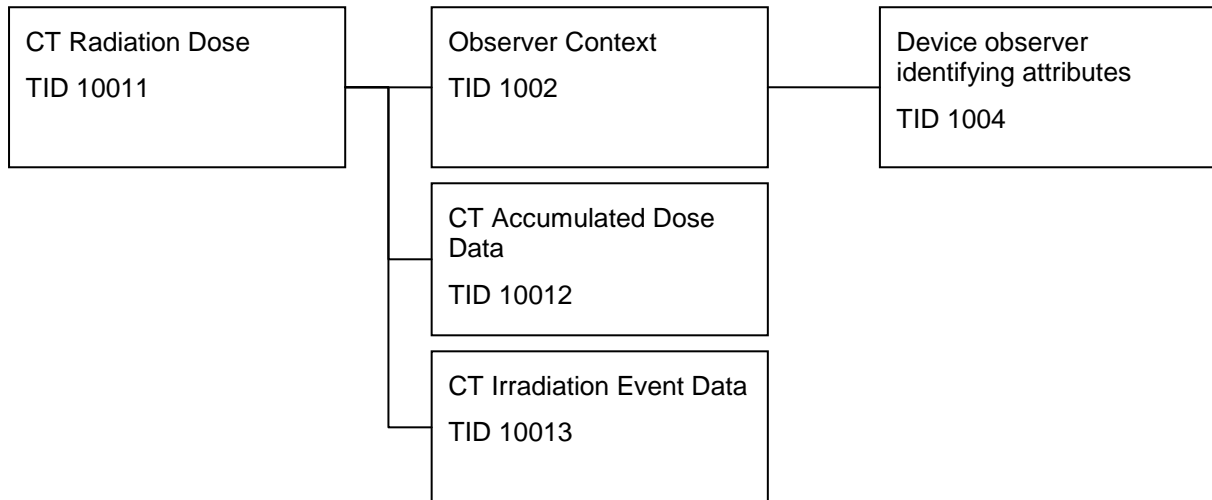 CT Radiation Dose
TID 10011
Observer Context
TID 1002
Device observer
identifying attributes
TID 1004
CT Accumulated Dose
Data
TID 10012
CT Irradiation Event Data
TID 10013